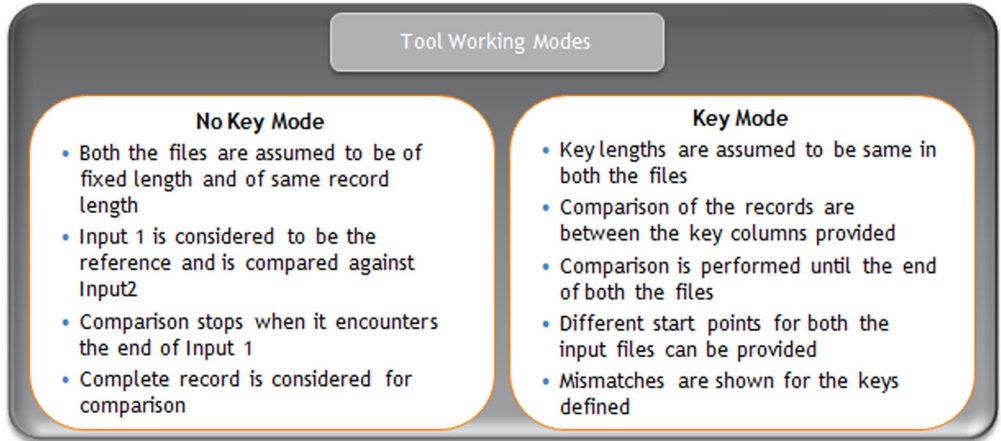 Tool Working Modes
No Key Mode
• Both the files are assumed to be of
fixed length and of same record
length
• Input 1 is considered to be the
reference and is compared against
Input2
• Comparison stops when it encounters
the end of Input 1
• Complete record is considered for
comparison
Key Mode
• Key lengths are assumed to be same in
both the files
• Comparison of the records are
between the key columns provided
• Comparison is performed until the end
of both the files
• Different start points for both the
input files can be provided
• Mismatches are shown for the keys
defined